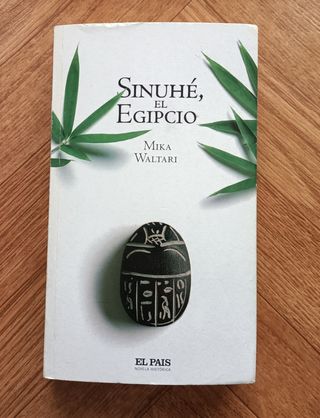 SINUHÉ,
EL
EGIPCIO
MIKA
WALTARI
EL PAIS
NOVELA HISTÓRICA